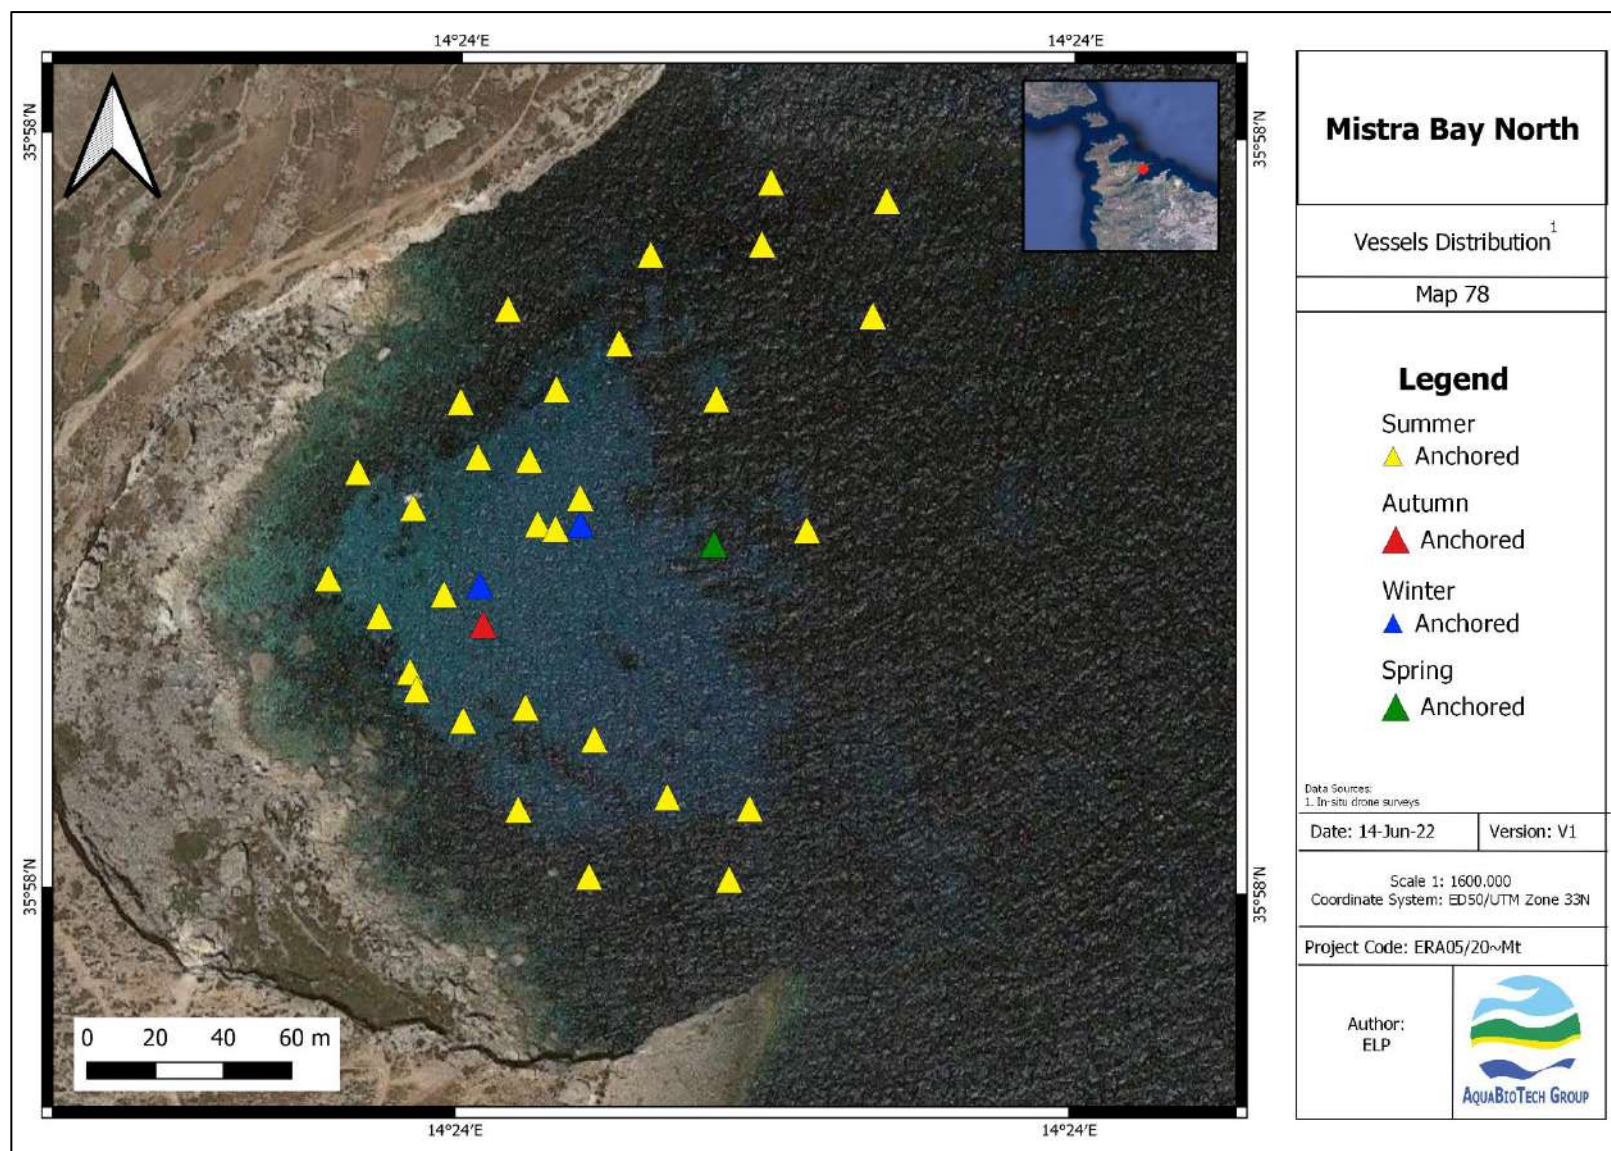 14°24′E 14°24′E
35°58′N 35°58′N
Mistra Bay North
Vessels Distribution1
Map 78
Legend
Summer
Anchored
Autumn
Anchored
Winter
Anchored
Spring
Anchored
Data Sources:
1. In-situ drone surveys
Date: 14-Jun-22 Version: V1
Scale 1: 1600.000
Coordinate System: ED50/UTM Zone 33N
Project Code: ERA05/20~Mt
Author:
ELP
AQUABIOTECH GROUP
35°58′N 35°58′N
0 20 40 60 m
14°24′E 14°24′E